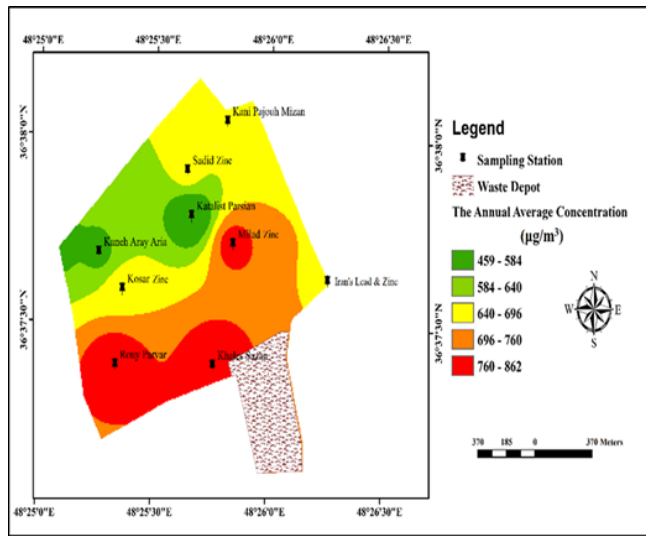 48°25'0"E 48°25'30"E 48°26'0"E 48°26'30"E
36°38'0"N
36°38'0"N
36°37'30"N
36°37'30"N
Kani Pajouh Mizan
Sadid Zinc
Katalist Parsian
Milad Zinc
Kaneh Aray Aria
Kosar Zinc
Iran's Lead & Zinc
Rouy Parvar
Khales Sazan
48°25'0"E 48°25'30"E 48°26'0"E 48°26'30"E
Legend
Sampling Station
Waste Depot
The Annual Average Concentration
(µg/m³)
459 - 584
584 - 640
640 - 696
696 - 760
760 - 862
N
W E
S
370 185 0 370 Meters